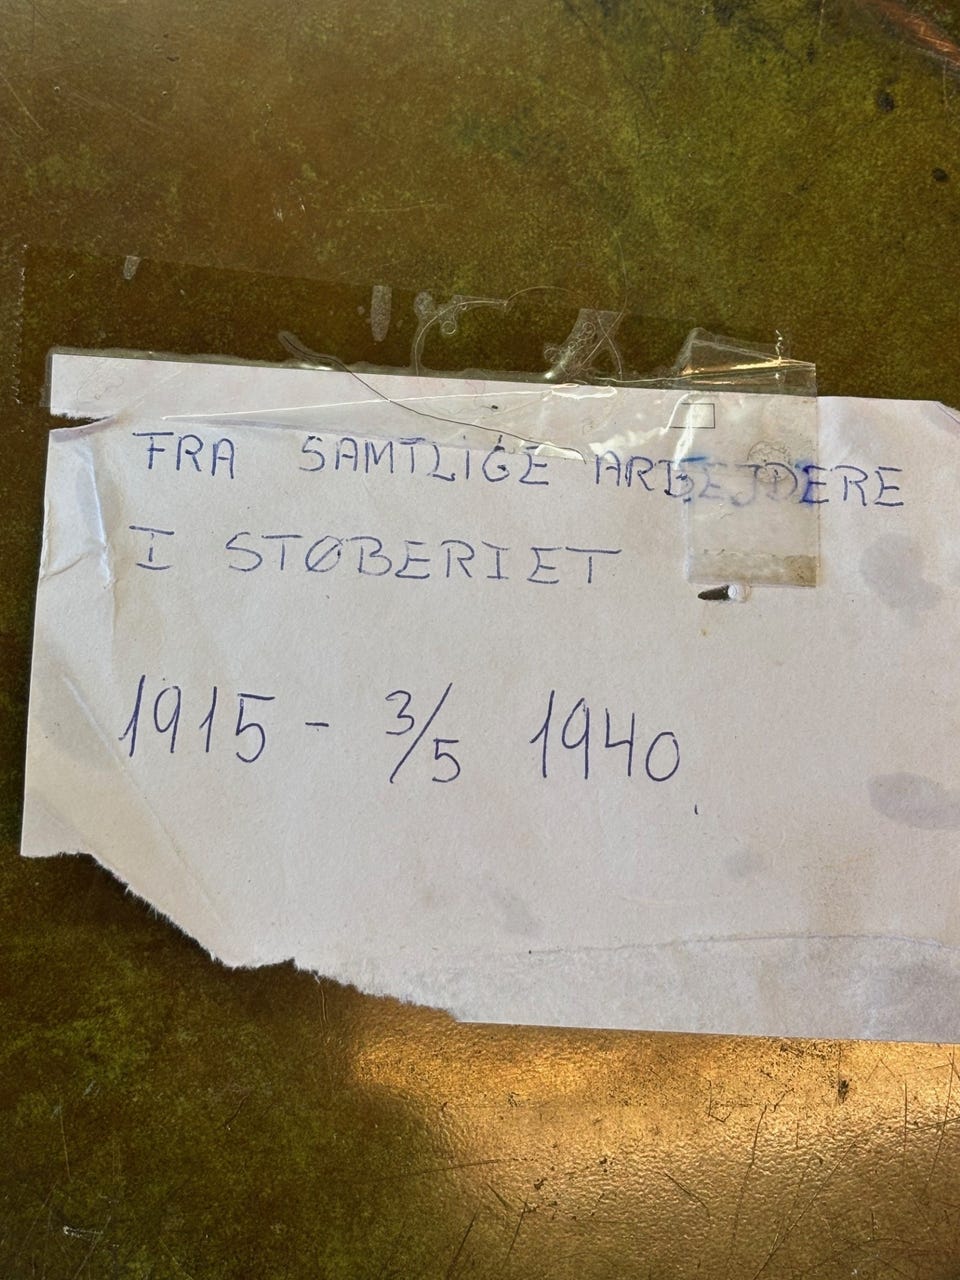 FRA SAMTLIGE ARBEJDERE
I STØBERIET
1915 - 3/5 1940